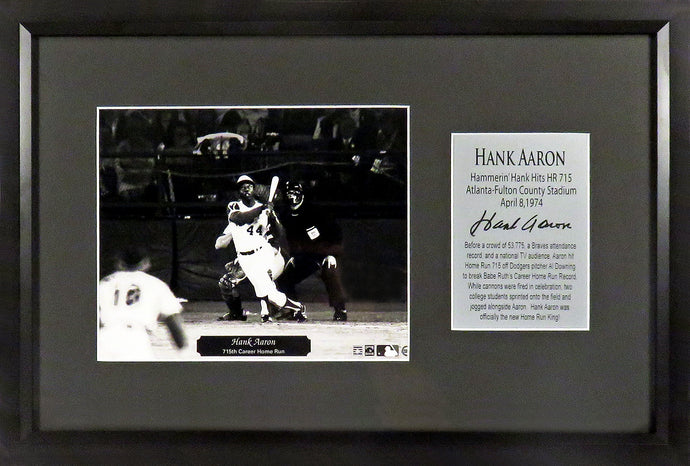 44
18
Hank Aaron
715th Career Home Run
HANK AARON
Hammerin' Hank Hits HR 715
Atlanta-Fulton County Stadium
April 8,1974
Hank Aaron
Before a crowd of 53,775, a Braves attendance
record, and a national TV audience, Aaron hit
Home Run 715 off Dodgers pitcher Al Downing
to break Babe Ruth's Career Home Run Record.
While cannons were fired in celebration, two
college students sprinted onto the field and
jogged alongside Aaron. Hank Aaron was
officially the new Home Run King!